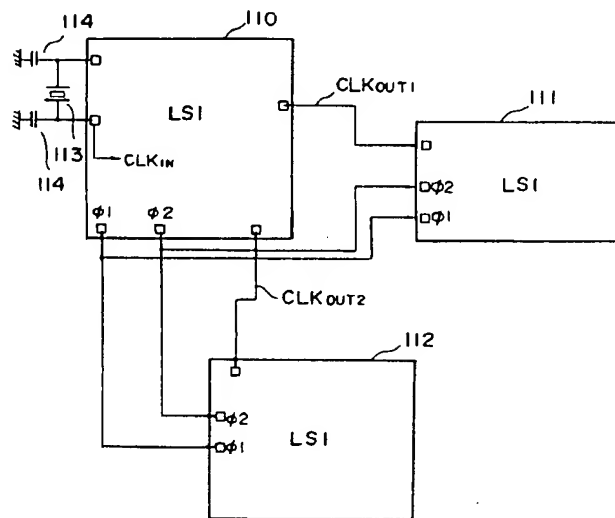 114
110
CLKOUT1
111
LSI
113
114
CLKIN
φ2
LSI
φ1
φ1
φ2
CLKOUT2
112
φ2
LSI
φ1